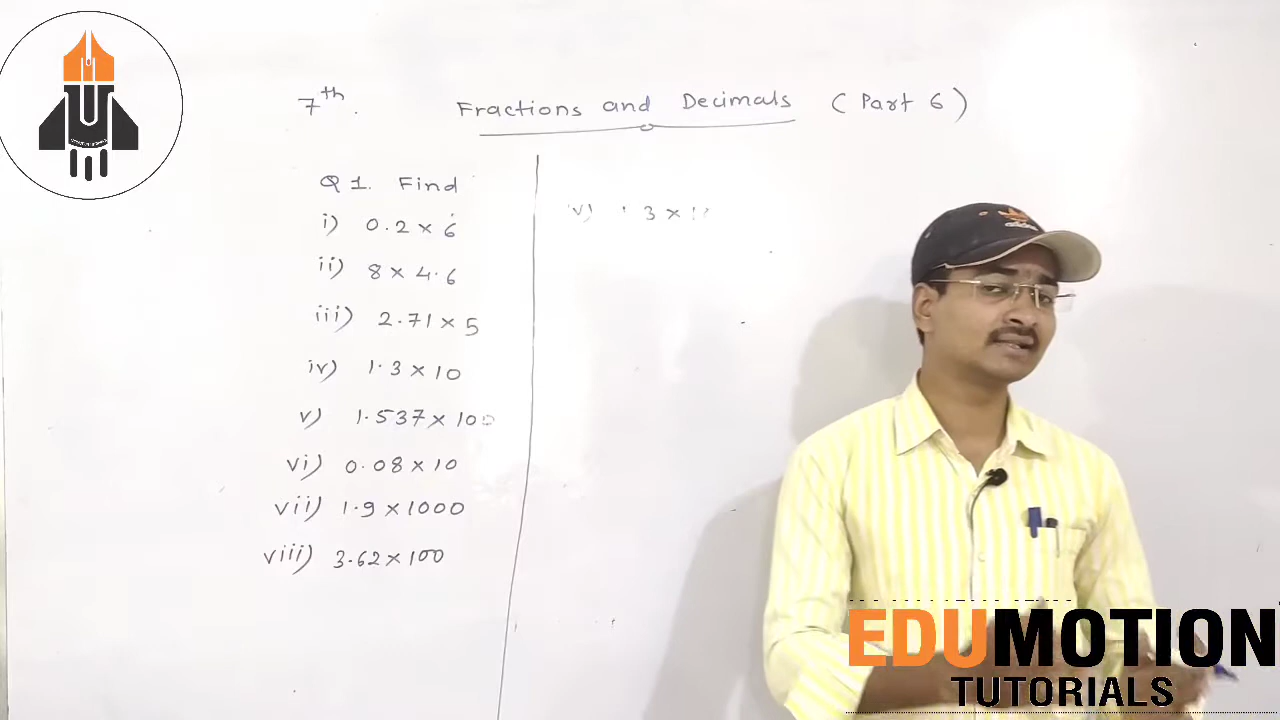 7th. Fractions and Decimals (Part 6)
Q1. Find
i) 0.2 × 6
ii) 8 × 4.6
iii) 2.71 × 5
iv) 1.3 × 10
v) 1.537 × 100
vi) 0.08 × 10
vii) 1.9 × 1000
viii) 3.62 × 100
3 ×
EDUMOTION
TUTORIALS